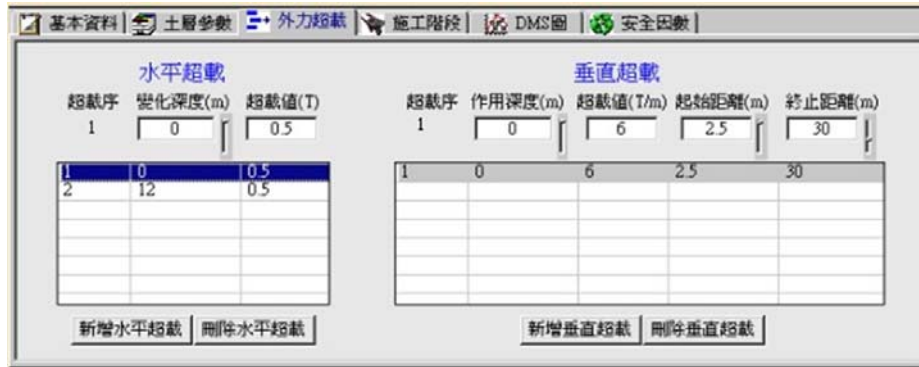 基本資料 土層參數 外力超載 施工階段 DMS圖 安全因數
水平超載 垂直超載
超載序 變化深度(m) 超載值(T) 超載序 作用深度(m) 超載值(T/m) 起始距離(m) 終止距離(m)
1 0 0.5 1 0 6 2.5 30
1 0 0.5 1 0 6 2.5 30
2 12 0.5
新增水平超載 刪除水平超載 新增垂直超載 刪除垂直超載